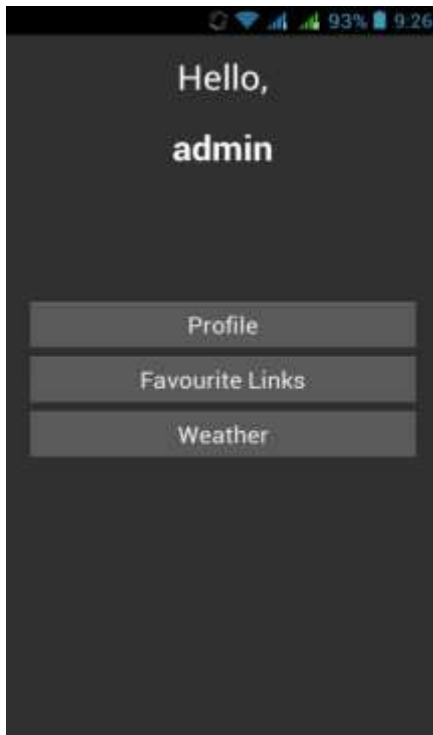 93% 9:26
Hello,
admin
Profile
Favourite Links
Weather